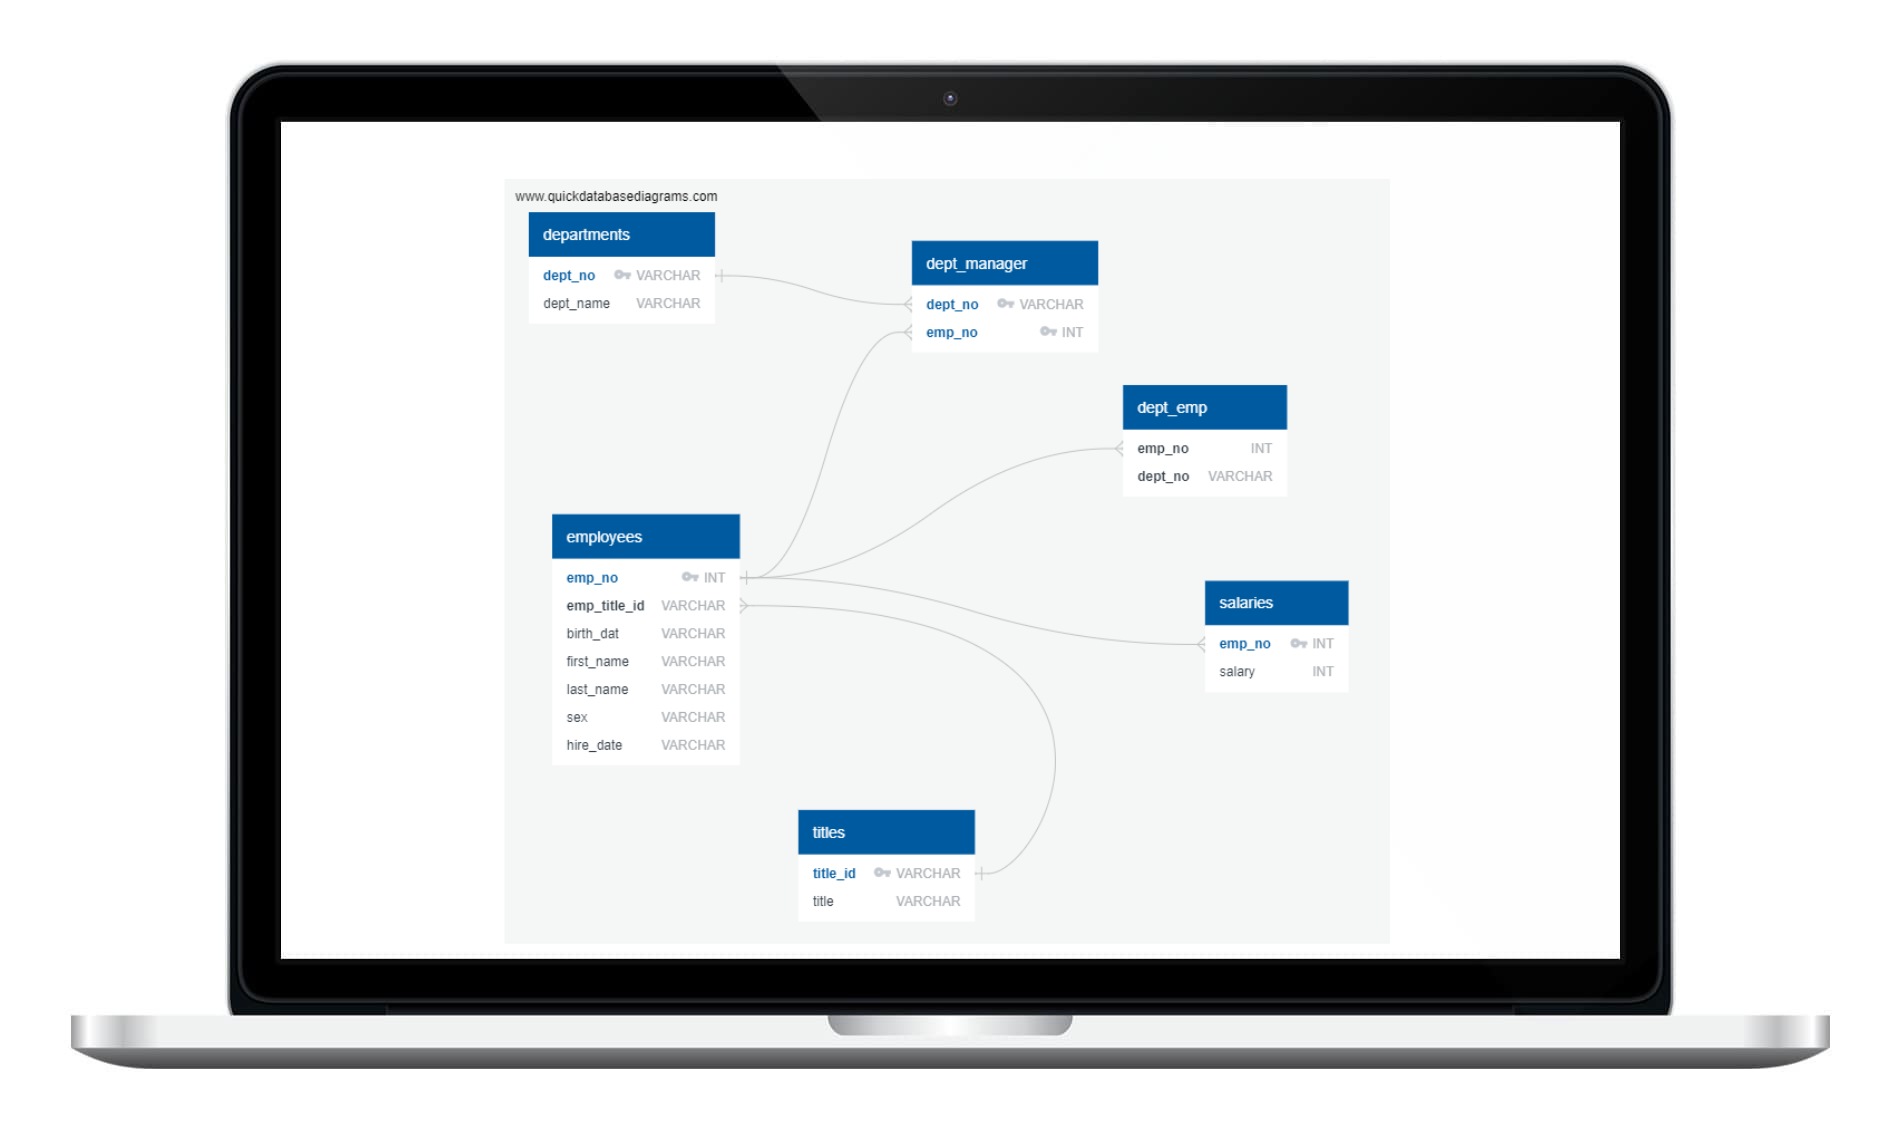 www.quickdatabasediagrams.com
departments
dept_no VARCHAR
dept_name VARCHAR
dept_manager
dept_no VARCHAR
emp_no INT
dept_emp
emp_no INT
dept_no VARCHAR
employees
emp_no INT
emp_title_id VARCHAR
birth_dat VARCHAR
first_name VARCHAR
last_name VARCHAR
sex VARCHAR
hire_date VARCHAR
salaries
emp_no INT
salary INT
titles
title_id VARCHAR
title VARCHAR